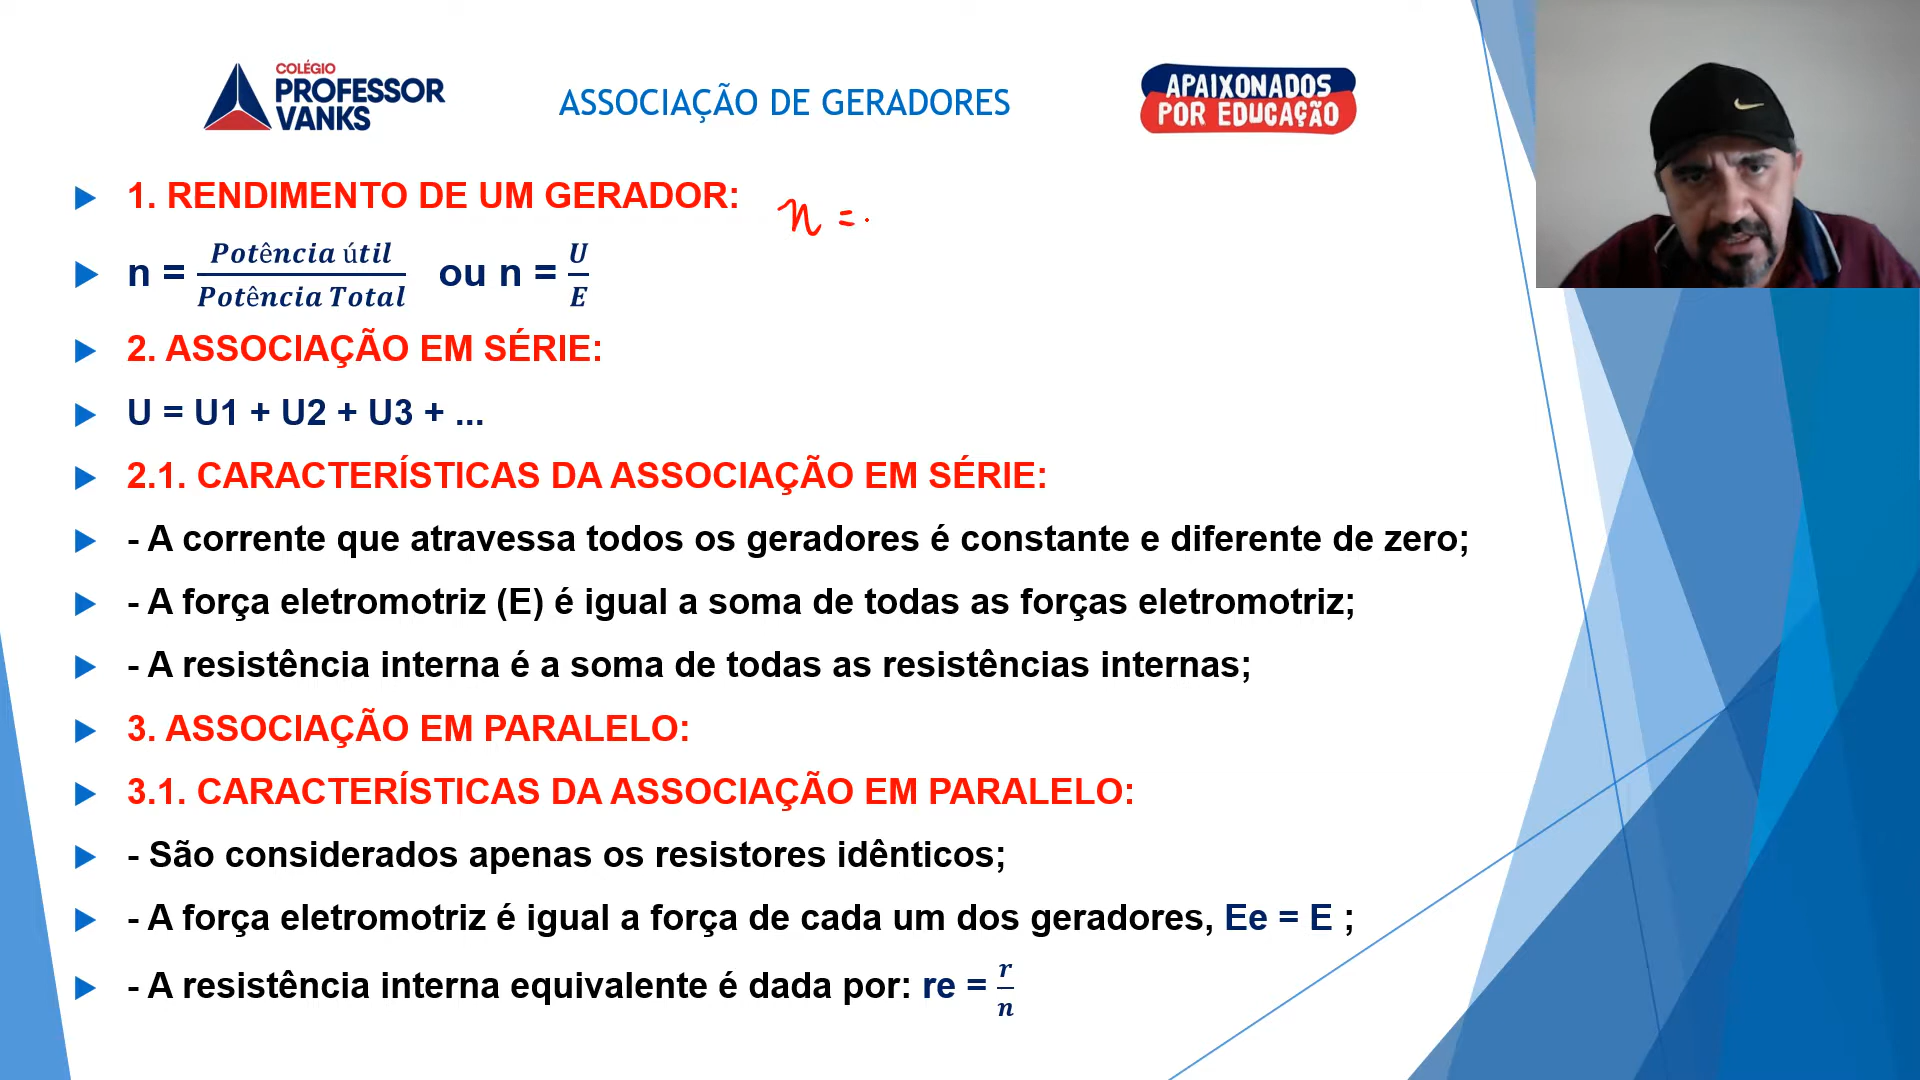 COLÉGIO
PROFESSOR
VANKS
ASSOCIAÇÃO DE GERADORES
APAIXONADOS
POR EDUCAÇÃO
1. RENDIMENTO DE UM GERADOR:
n =
n = Potência útil / Potência Total ou n = U / E
2. ASSOCIAÇÃO EM SÉRIE:
U = U1 + U2 + U3 + ...
2.1. CARACTERÍSTICAS DA ASSOCIAÇÃO EM SÉRIE:
- A corrente que atravessa todos os geradores é constante e diferente de zero;
- A força eletromotriz (E) é igual a soma de todas as forças eletromotriz;
- A resistência interna é a soma de todas as resistências internas;
3. ASSOCIAÇÃO EM PARALELO:
3.1. CARACTERÍSTICAS DA ASSOCIAÇÃO EM PARALELO:
- São considerados apenas os resistores idênticos;
- A força eletromotriz é igual a força de cada um dos geradores, Ee = E ;
- A resistência interna equivalente é dada por: re = r / n